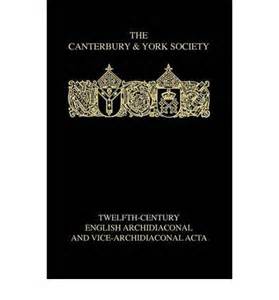 THE
CANTERBURY & YORK SOCIETY
TWELFTH-CENTURY
ENGLISH ARCHIDIACONAL
AND VICE-ARCHIDIACONAL ACTA